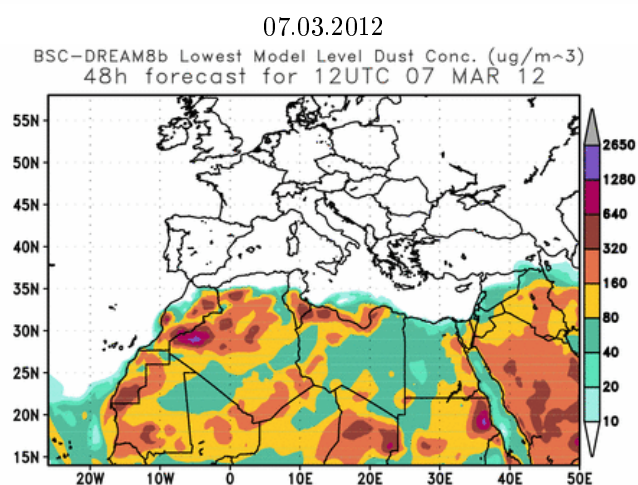 07.03.2012
BSC-DREAM8b Lowest Model Level Dust Conc. (ug/m^3)
48h forecast for 12UTC 07 MAR 12
55N
50N
45N
40N
35N
30N
25N
20N
15N
20W 10W 0 10E 20E 30E 40E 50E
2650
1280
640
320
160
80
40
20
10